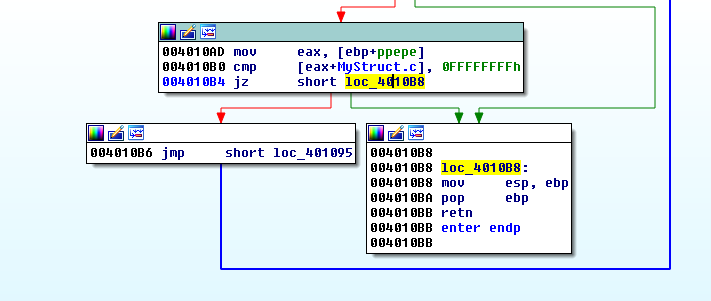 004010AD mov eax, [ebp+ppepe]
004010B0 cmp [eax+MyStruct.c], 0FFFFFFFFh
004010B4 jz short loc_4010B8
004010B6 jmp short loc_401095
004010B8
004010B8 loc_4010B8:
004010B8 mov esp, ebp
004010BA pop ebp
004010BB retn
004010BB enter endp
004010BB